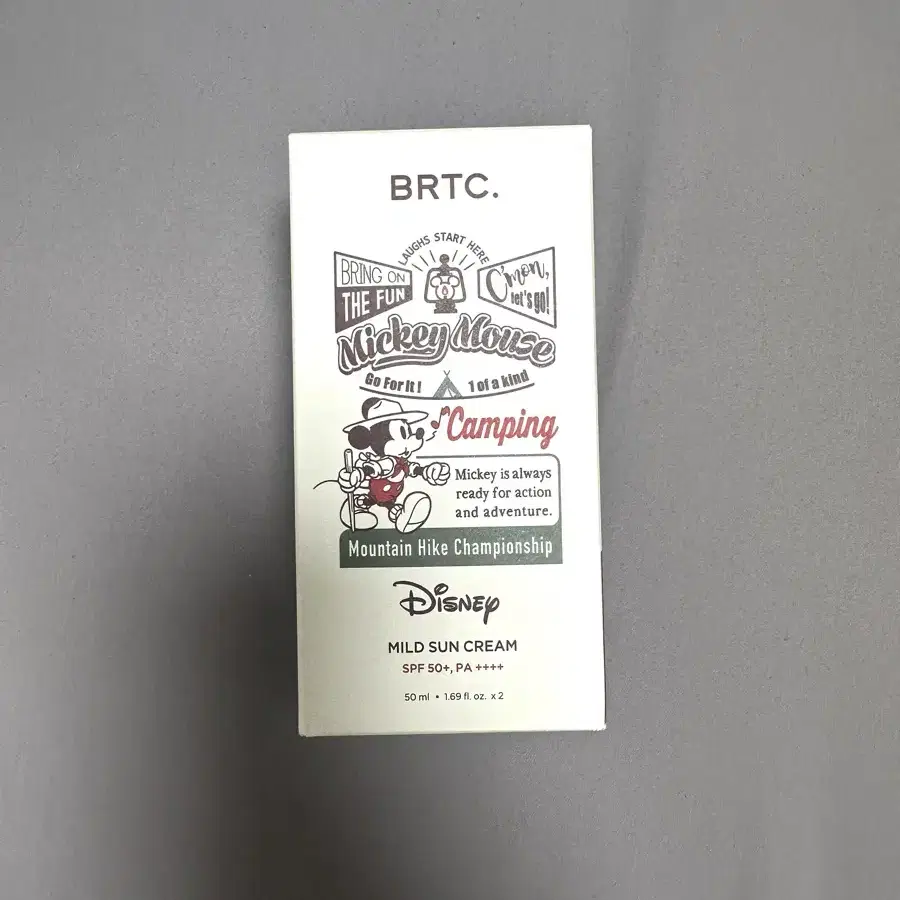 BRTC.
LAUGHS START HERE
BRING ON
THE FUN
C'mon,
let's go!
Mickey Mouse
Go For It! 1 of a kind
Camping
Mickey is always
ready for action
and adventure.
Mountain Hike Championship
Disney
MILD SUN CREAM
SPF 50+, PA ++++
50 ml • 1.69 fl. oz. x 2